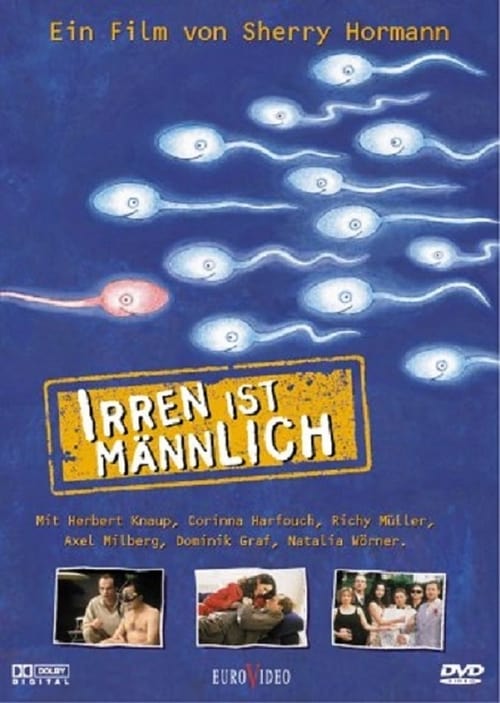 Ein Film von Sherry Hormann
IRREN IST
MÄNNLICH
Mit Herbert Knaup, Corinna Harfouch, Richy Müller,
Axel Milberg, Dominik Graf, Natalia Wörner.
DOLBY
DIGITAL
EUROVIDEO
DVD
VIDEO